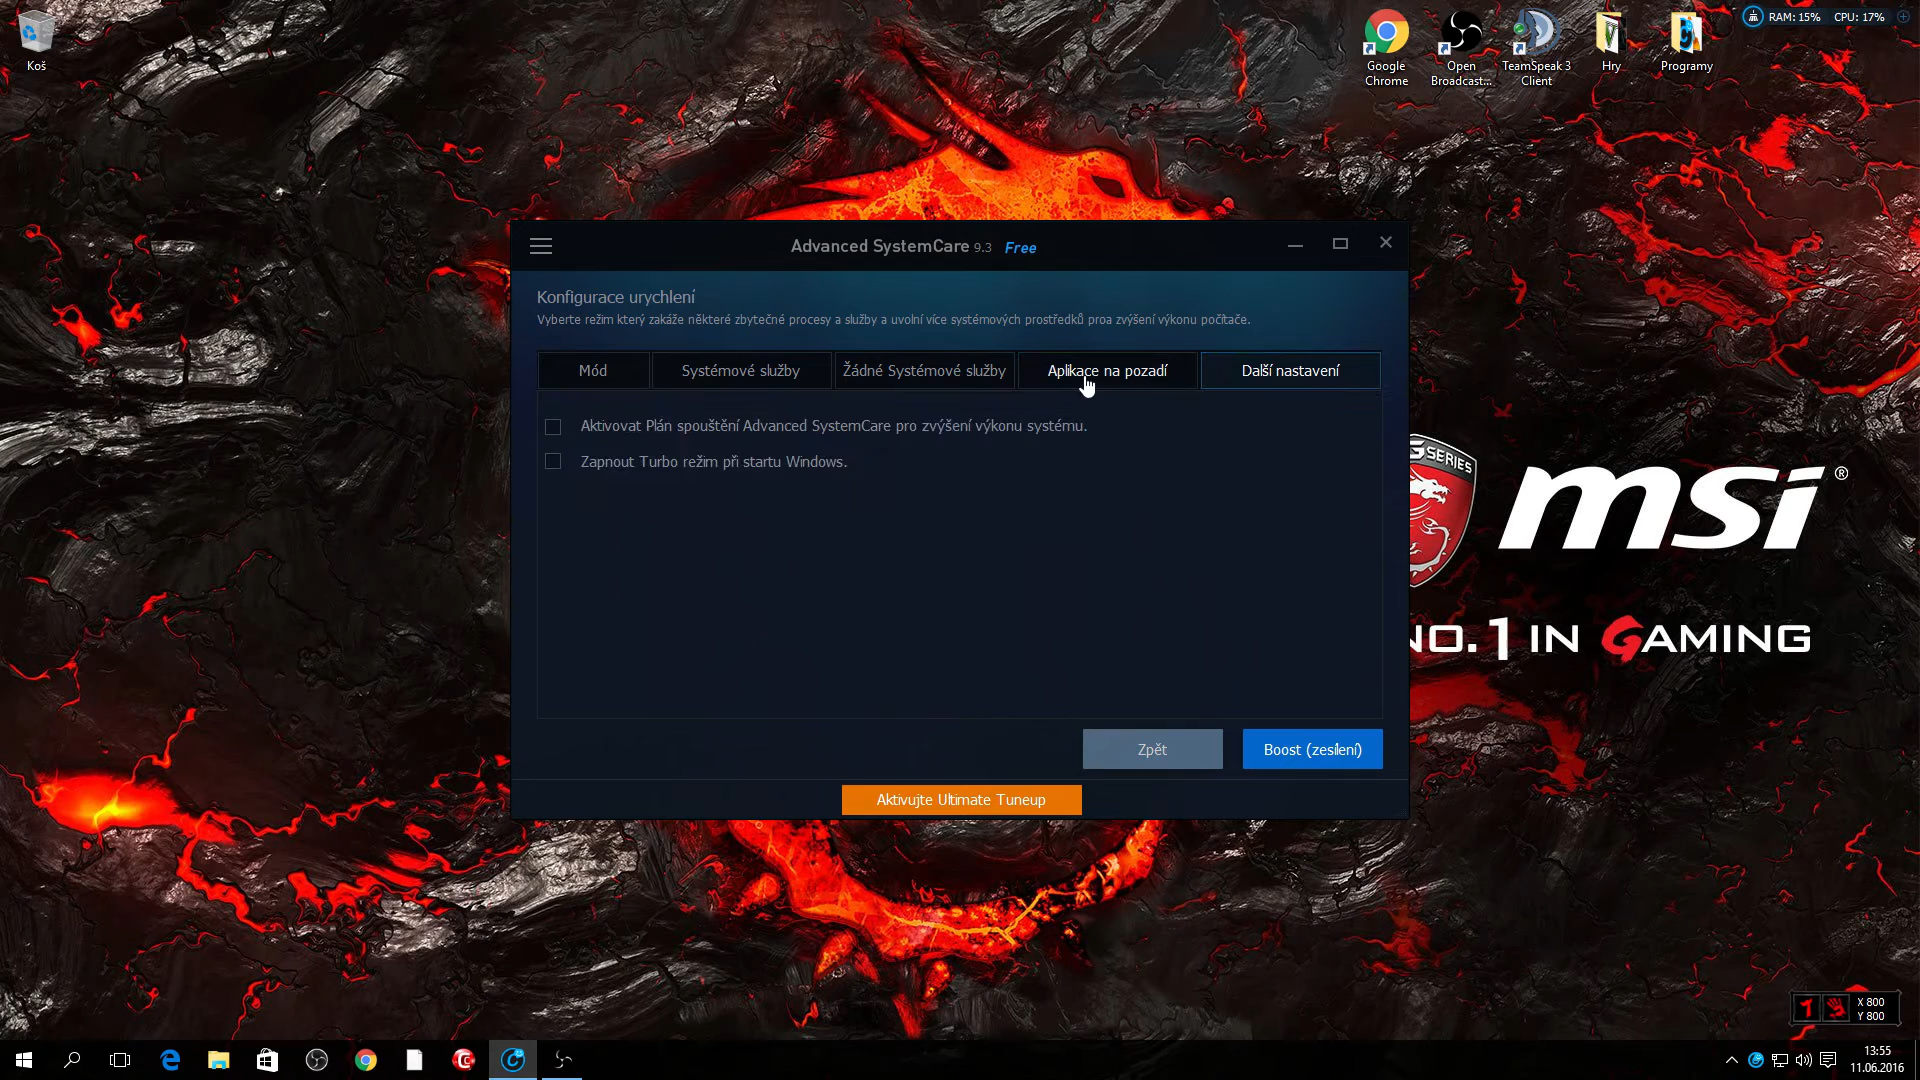 Koš
Google
Chrome
Open
Broadcast...
TeamSpeak 3
Client
Hry
Programy
RAM: 15% CPU: 17%
Advanced SystemCare 9.3 Free
Konfigurace urychlení
Vyberte režim který zakáže některé zbytečné procesy a služby a uvolní více systémových prostředků proa zvýšení výkonu počítače.
Mód
Systémové služby
Žádné Systémové služby
Aplikace na pozadí
Další nastavení
Aktivovat Plán spouštění Advanced SystemCare pro zvýšení výkonu systému.
Zapnout Turbo režim při startu Windows.
Zpět
Boost (zesílení)
Aktivujte Ultimate Tuneup
G SERIES
msi®
NO.1 IN GAMING
X 800
Y 800
13:55
11.06.2016